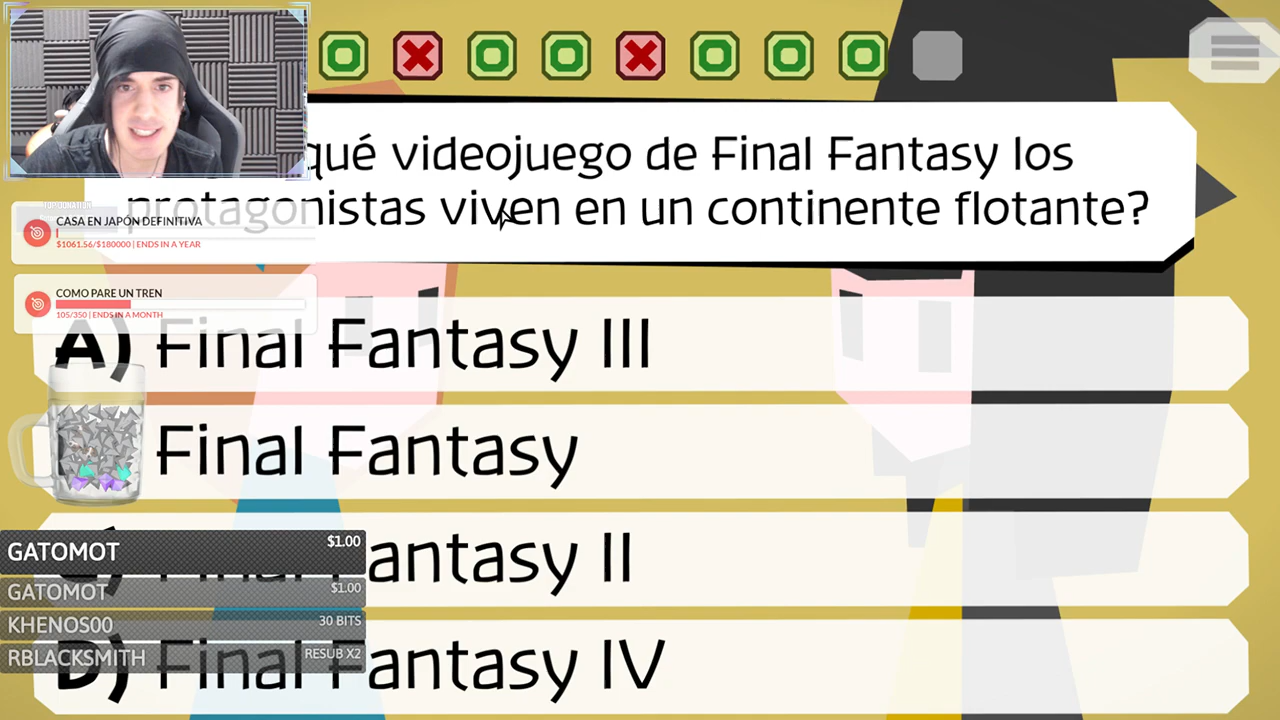 qué videojuego de Final Fantasy los
protagonistas viven en un continente flotante?
CASA EN JAPÓN DEFINITIVA
$1061.56/$180000 | ENDS IN A YEAR
COMO PARE UN TREN
105/350 | ENDS IN A MONTH
A) Final Fantasy III
Final Fantasy
Final Fantasy II
D) Final Fantasy IV
GATOMOT $1.00
GATOMOT $1.00
KHENOS00 30 BITS
RBLACKSMITH RESUB X2